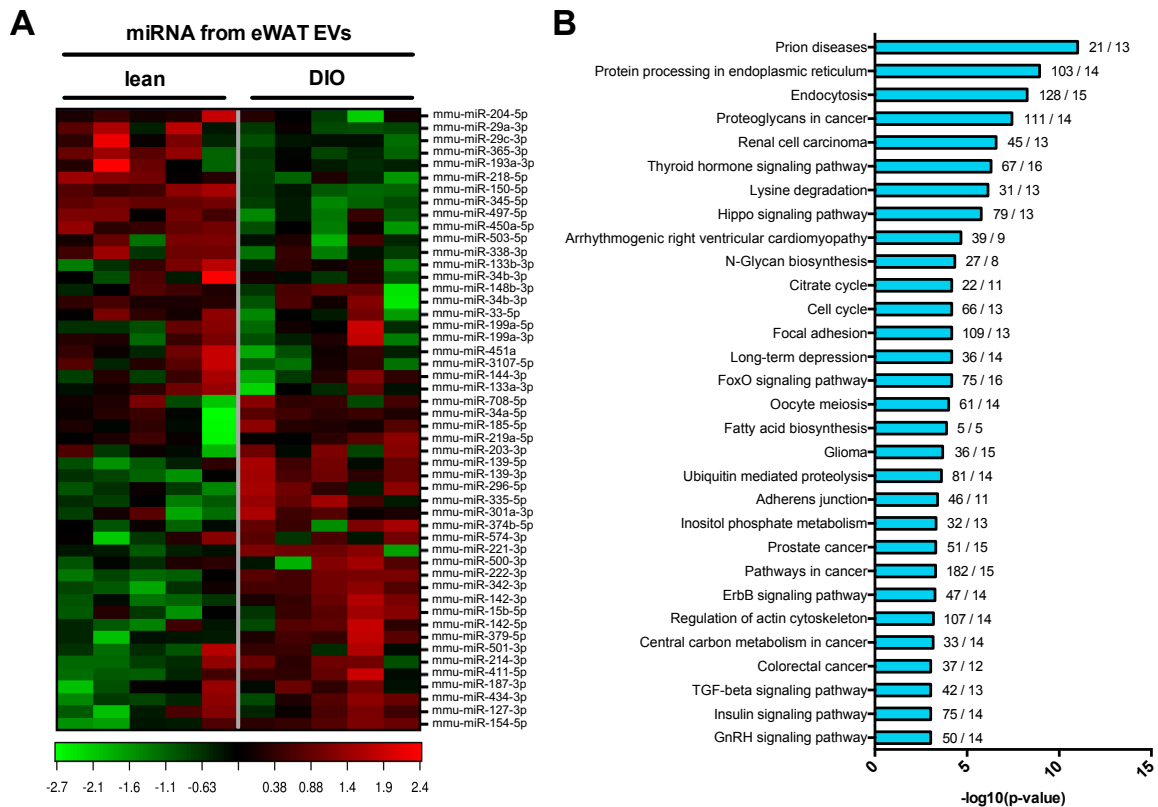 A
miRNA from eWAT EVs
lean DIO
mmu-miR-204-5p
mmu-miR-29a-3p
mmu-miR-29c-3p
mmu-miR-365-3p
mmu-miR-193a-3p
mmu-miR-218-5p
mmu-miR-150-5p
mmu-miR-345-5p
mmu-miR-497-5p
mmu-miR-450a-5p
mmu-miR-503-5p
mmu-miR-338-3p
mmu-miR-133b-3p
mmu-miR-34b-3p
mmu-miR-148b-3p
mmu-miR-34b-3p
mmu-miR-33-5p
mmu-miR-199a-5p
mmu-miR-199a-3p
mmu-miR-451a
mmu-miR-3107-5p
mmu-miR-144-3p
mmu-miR-133a-3p
mmu-miR-708-5p
mmu-miR-34a-5p
mmu-miR-185-5p
mmu-miR-219a-5p
mmu-miR-203-3p
mmu-miR-139-5p
mmu-miR-139-3p
mmu-miR-296-5p
mmu-miR-335-5p
mmu-miR-301a-3p
mmu-miR-374b-5p
mmu-miR-574-3p
mmu-miR-221-3p
mmu-miR-500-3p
mmu-miR-222-3p
mmu-miR-342-3p
mmu-miR-142-3p
mmu-miR-15b-5p
mmu-miR-142-5p
mmu-miR-379-5p
mmu-miR-501-3p
mmu-miR-214-3p
mmu-miR-411-5p
mmu-miR-187-3p
mmu-miR-434-3p
mmu-miR-127-3p
mmu-miR-154-5p
-2.7 -2.1 -1.6 -1.1 -0.63 0.38 0.88 1.4 1.9 2.4
B
Prion diseases 21 / 13
Protein processing in endoplasmic reticulum 103 / 14
Endocytosis 128 / 15
Proteoglycans in cancer 111 / 14
Renal cell carcinoma 45 / 13
Thyroid hormone signaling pathway 67 / 16
Lysine degradation 31 / 13
Hippo signaling pathway 79 / 13
Arrhythmogenic right ventricular cardiomyopathy 39 / 9
N-Glycan biosynthesis 27 / 8
Citrate cycle 22 / 11
Cell cycle 66 / 13
Focal adhesion 109 / 13
Long-term depression 36 / 14
FoxO signaling pathway 75 / 16
Oocyte meiosis 61 / 14
Fatty acid biosynthesis 5 / 5
Glioma 36 / 15
Ubiquitin mediated proteolysis 81 / 14
Adherens junction 46 / 11
Inositol phosphate metabolism 32 / 13
Prostate cancer 51 / 15
Pathways in cancer 182 / 15
ErbB signaling pathway 47 / 14
Regulation of actin cytoskeleton 107 / 14
Central carbon metabolism in cancer 33 / 14
Colorectal cancer 37 / 12
TGF-beta signaling pathway 42 / 13
Insulin signaling pathway 75 / 14
GnRH signaling pathway 50 / 14
0 5 10 15
-log10(p-value)